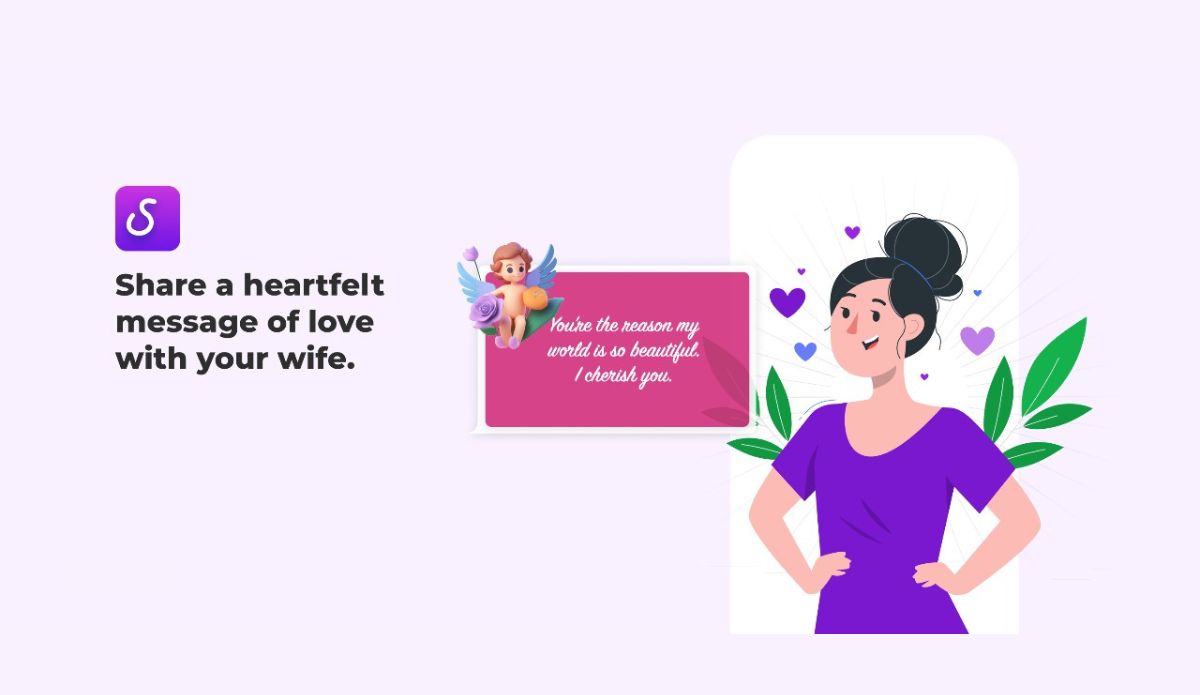 S
Share a heartfelt
message of love
with your wife.
You're the reason my
world is so beautiful.
I cherish you.